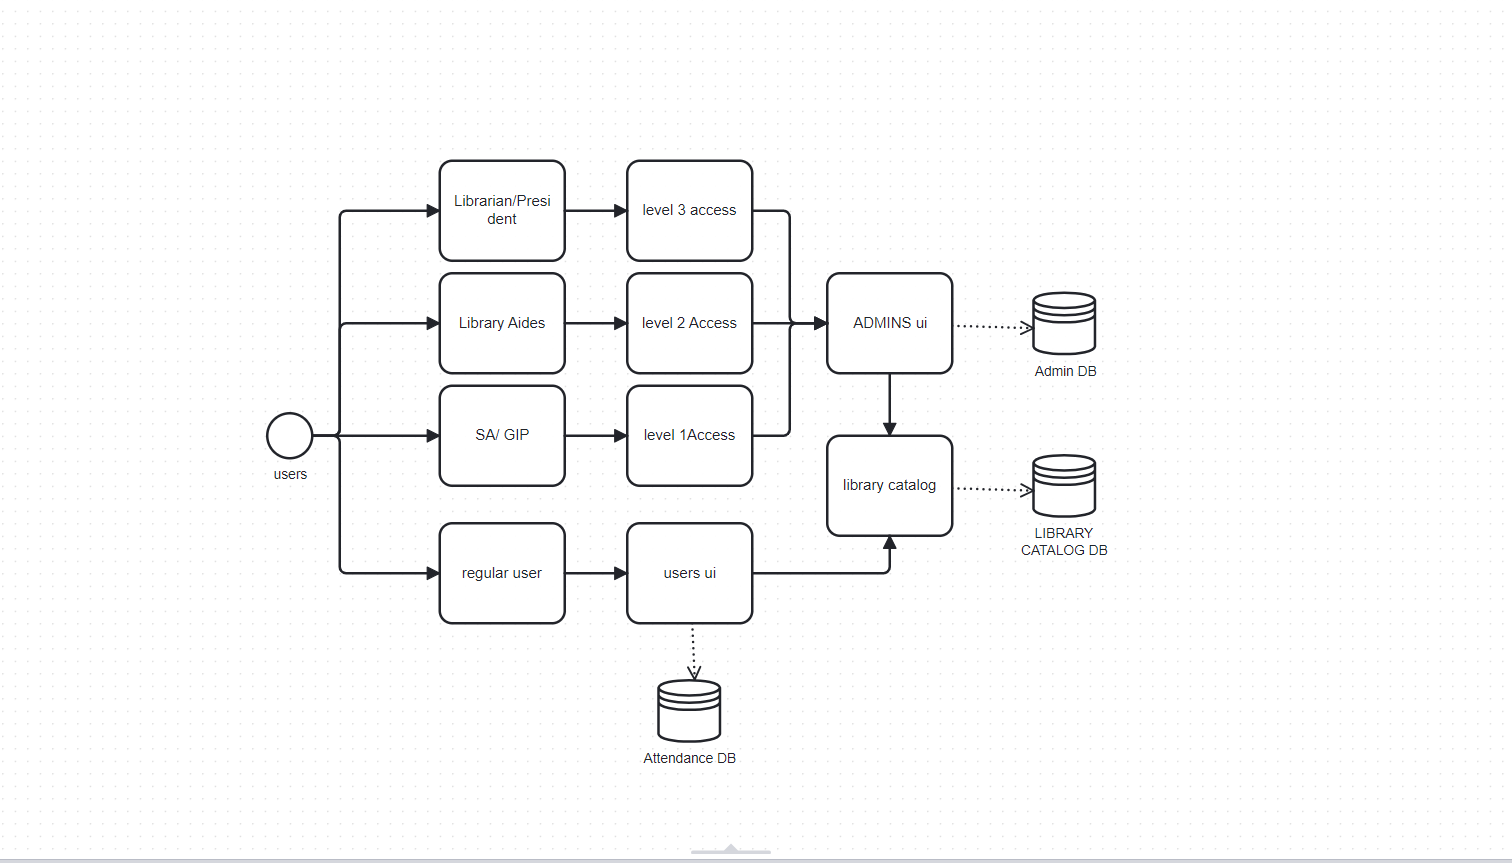 Librarian/Presi
dent
level 3 access
Library Aides
level 2 Access
ADMINS ui
Admin DB
SA/ GIP
level 1Access
users
library catalog
LIBRARY
CATALOG DB
regular user
users ui
Attendance DB